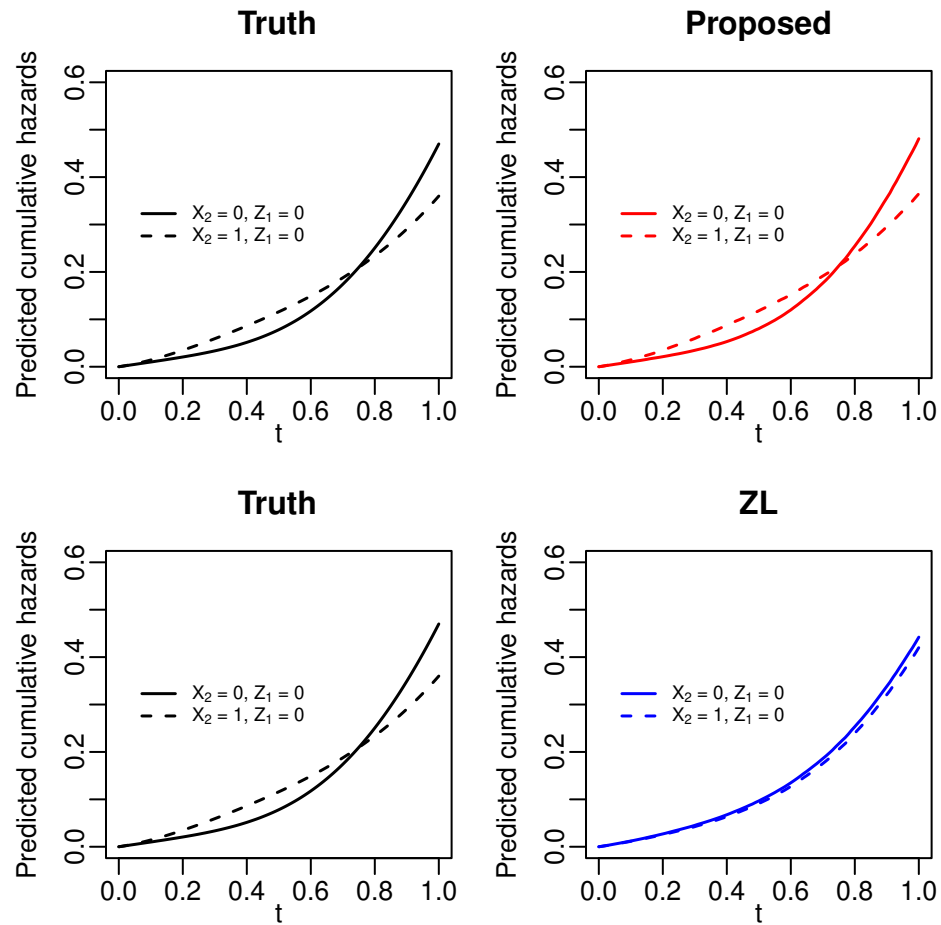 Truth
Predicted cumulative hazards
0.6
0.4
0.2
0.0
X₂ = 0, Z₁ = 0
X₂ = 1, Z₁ = 0
0.0 0.2 0.4 0.6 0.8 1.0
t
Proposed
Predicted cumulative hazards
0.6
0.4
0.2
0.0
X₂ = 0, Z₁ = 0
X₂ = 1, Z₁ = 0
0.0 0.2 0.4 0.6 0.8 1.0
t
Truth
Predicted cumulative hazards
0.6
0.4
0.2
0.0
X₂ = 0, Z₁ = 0
X₂ = 1, Z₁ = 0
0.0 0.2 0.4 0.6 0.8 1.0
t
ZL
Predicted cumulative hazards
0.6
0.4
0.2
0.0
X₂ = 0, Z₁ = 0
X₂ = 1, Z₁ = 0
0.0 0.2 0.4 0.6 0.8 1.0
t